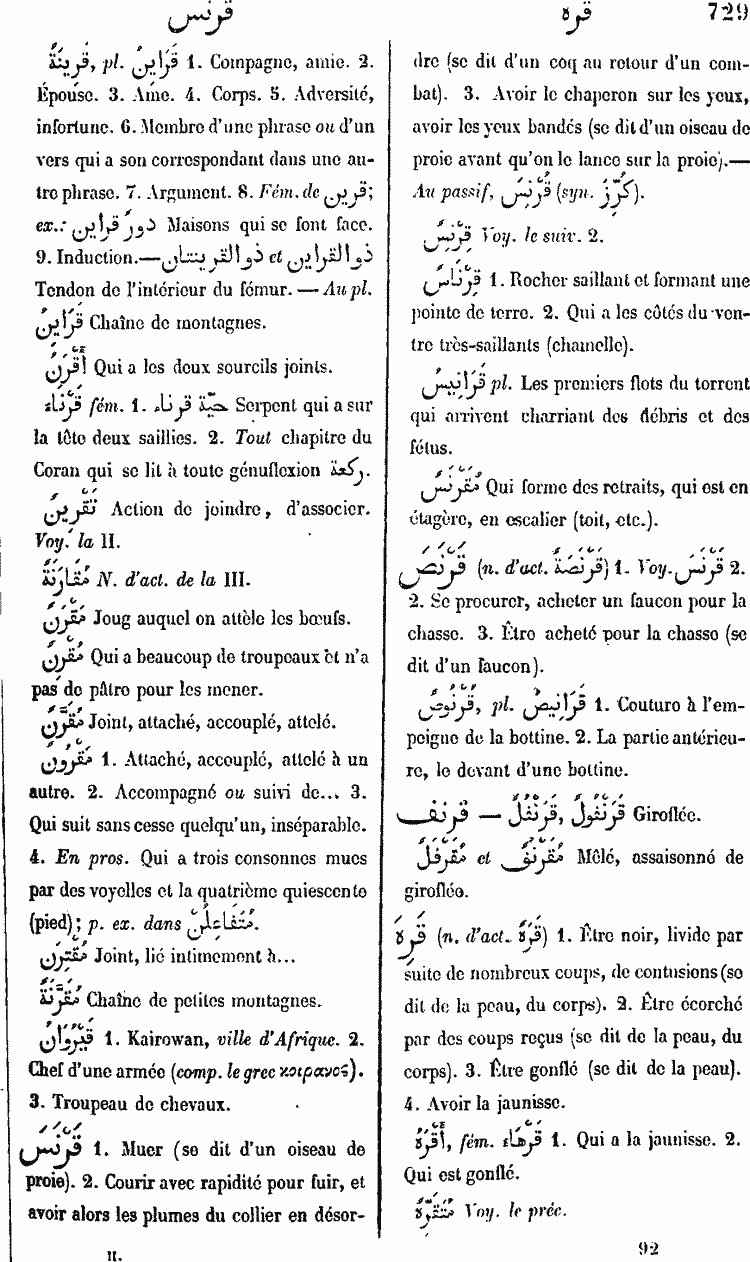 قرنس
قره
729
قَرِينَةٌ, pl. قَرَايِنُ 1. Compagne, amie. 2.
Épouse. 3. Ame. 4. Corps. 5. Adversité,
infortune. 6. Membre d'une phrase ou d'un
vers qui a son correspondant dans une au-
tre phrase. 7. Argument. 8. Fém. de قرين;
ex.: دورٌ قراين Maisons qui se font face.
9. Induction.—ذو القراين et ذو القرينتان
Tendon de l'intérieur du fémur. — Au pl.
قَرَاينُ Chaîne de montagnes.
أَقْرَنُ Qui a les deux sourcils joints.
قَرْنَاءُ fém. 1. حيّة قرناء Serpent qui a sur
la tête deux saillies. 2. Tout chapitre du
Coran qui se lit à toute génuflexion ركعة.
تَقْرِينٌ Action de joindre, d'associer.
Voy. la II.
مُقَارَنَةٌ N. d'act. de la III.
مِقْرَنٌ Joug auquel on attèle les bœufs.
مُقْرِنٌ Qui a beaucoup de troupeaux et n'a
pas de pâtre pour les mener.
مُقَرَّنٌ Joint, attaché, accouplé, attelé.
مَقْرُونٌ 1. Attaché, accouplé, attelé à un
autre. 2. Accompagné ou suivi de... 3.
Qui suit sans cesse quelqu'un, inséparable.
4. En pros. Qui a trois consonnes mues
par des voyelles et la quatrième quiescente
(pied); p. ex. dans مُتَفَاعِلُنْ.
مُقْتَرِنٌ Joint, lié intimement à...
مُقَرَّنَةٌ Chaîne de petites montagnes.
قَيْرَوَانٌ 1. Kairowan, ville d'Afrique. 2.
Chef d'une armée (comp. le grec κοιρανος).
3. Troupeau de chevaux.
قَرْنَسَ 1. Muer (se dit d'un oiseau de
proie). 2. Courir avec rapidité pour fuir, et
avoir alors les plumes du collier en désor-
II.
dre (se dit d'un coq au retour d'un com-
bat). 3. Avoir le chaperon sur les yeux,
avoir les yeux bandés (se dit d'un oiseau de
proie avant qu'on le lance sur la proie).—
Au passif, قُرْنِسَ (syn. كُرِّزَ).
قِرْنِسٌ Voy. le suiv. 2.
قِرْنَاسٌ 1. Rocher saillant et formant une
pointe de terre. 2. Qui a les côtés du ven-
tre très-saillants (chamelle).
قَرَانِيسُ pl. Les premiers flots du torrent
qui arrivent charriant des débris et des
fétus.
مُقَرْنَسٌ Qui forme des retraits, qui est en
étagère, en escalier (toit, etc.).
قَرْنَصَ (n. d'act. قَرْنَصَةٌ) 1. Voy. قَرْنَسَ 2.
2. Se procurer, acheter un faucon pour la
chasse. 3. Être acheté pour la chasse (se
dit d'un faucon).
قُرْنُوصٌ, pl. قَرَانِيصُ 1. Couture à l'em-
peigne de la bottine. 2. La partie antérieu-
re, le devant d'une bottine.
قرنف — قَرَنْفُلٌ, قَرَنْفُولٌ Giroflée.
مُقَرْفَلٌ et مُقَرْنَفٌ Mêlé, assaisonné de
giroflée.
قَرِهَ (n. d'act. قَرَهٌ) 1. Être noir, livide par
suite de nombreux coups, de contusions (se
dit de la peau, du corps). 2. Être écorché
par des coups reçus (se dit de la peau, du
corps). 3. Être gonflé (se dit de la peau).
4. Avoir la jaunisse.
أَقْرَهُ, fém. قَرْهَاءُ 1. Qui a la jaunisse. 2.
Qui est gonflé.
مُتَقَرِّهٌ Voy. le préc.
92